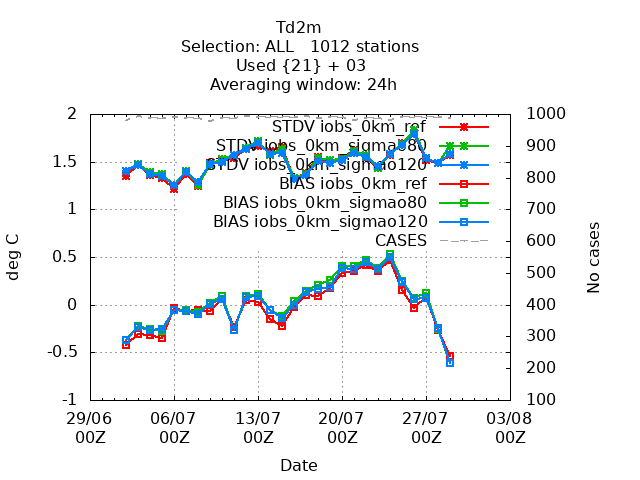 Td2m
Selection: ALL   1012 stations
Used {21} + 03
Averaging window: 24h
STDV iobs_0km_ref
STDV iobs_0km_sigmao80
STDV iobs_0km_sigmao120
BIAS iobs_0km_ref
BIAS iobs_0km_sigmao80
BIAS iobs_0km_sigmao120
CASES
deg C
2
1.5
1
0.5
0
-0.5
-1
No cases
1000
900
800
700
600
500
400
300
200
100
29/06 06/07 13/07 20/07 27/07 03/08
00Z 00Z 00Z 00Z 00Z 00Z
Date